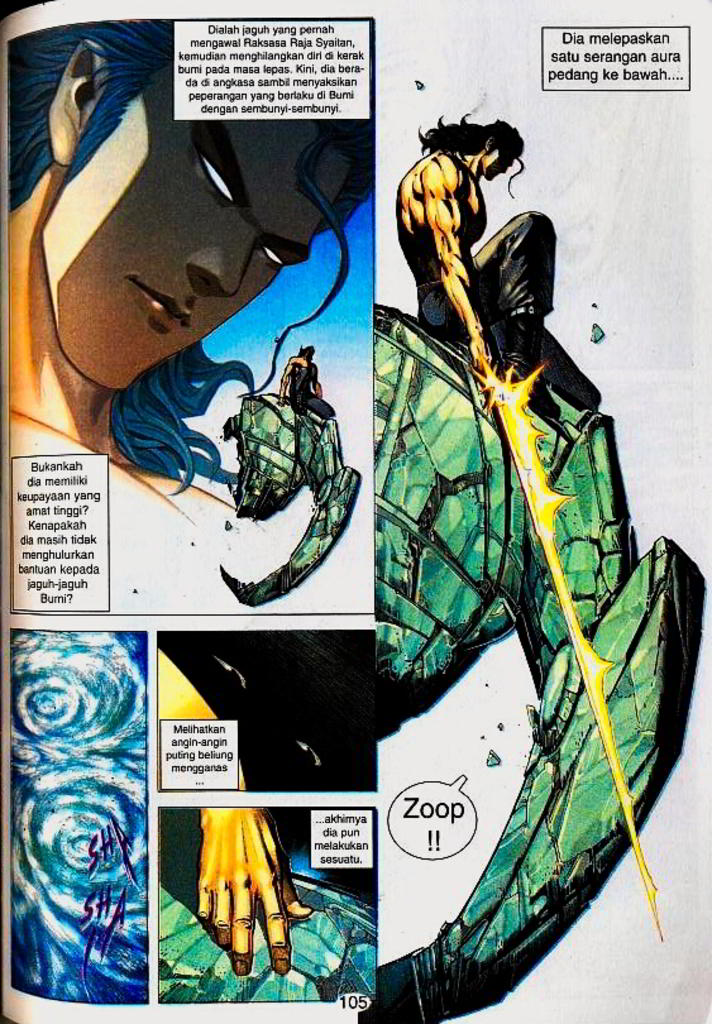 Dialah jaguh yang pernah
mengawal Raksasa Raja Syaitan,
kemudian menghilangkan diri di kerak
bumi pada masa lepas. Kini, dia bera-
da di angkasa sambil menyaksikan
peperangan yang berlaku di Bumi
dengan sembunyi-sembunyi.
Dia melepaskan
satu serangan aura
pedang ke bawah....
Bukankah
dia memiliki
keupayaan yang
amat tinggi?
Kenapakah
dia masih tidak
menghulurkan
bantuan kepada
jaguh-jaguh
Bumi?
Melihatkan
angin-angin
puting beliung
mengganas
...
SHA
SHA
...akhirnya
dia pun
melakukan
sesuatu.
Zoop
!!
105